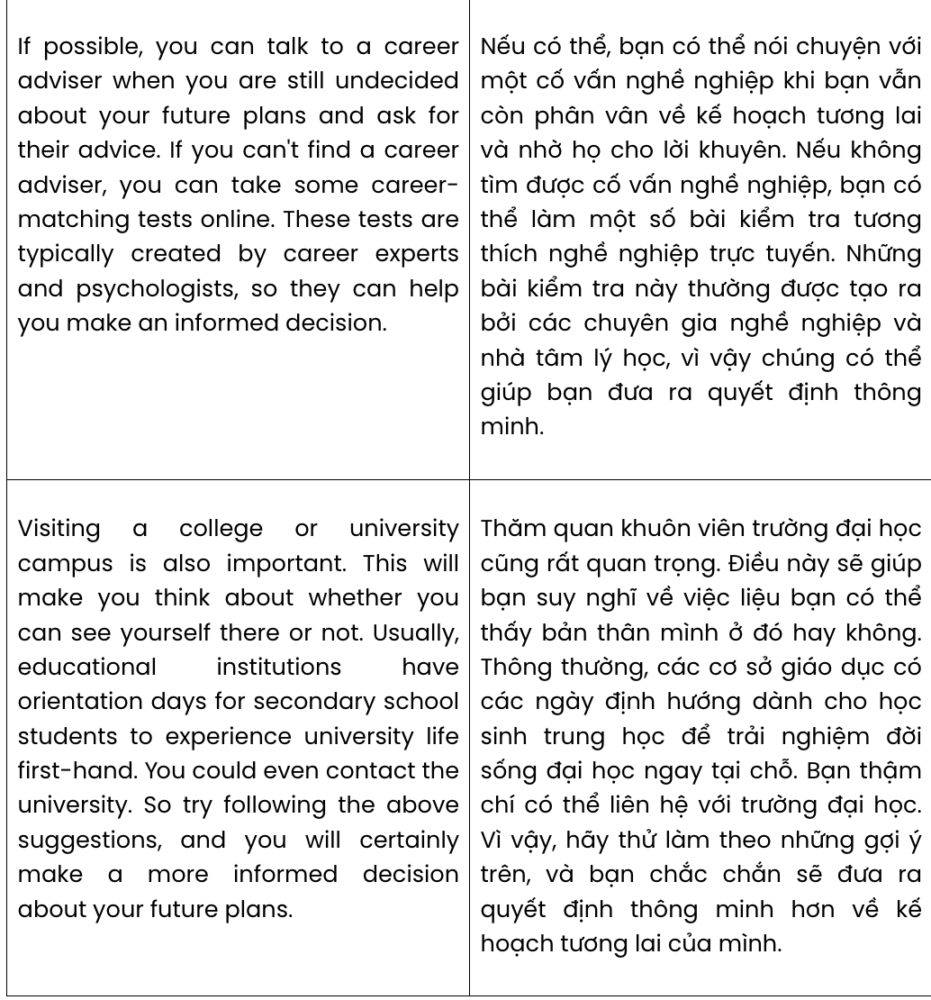 If possible, you can talk to a career
adviser when you are still undecided
about your future plans and ask for
their advice. If you can't find a career
adviser, you can take some career-
matching tests online. These tests are
typically created by career experts
and psychologists, so they can help
you make an informed decision.
Nếu có thể, bạn có thể nói chuyện với
một cố vấn nghề nghiệp khi bạn vẫn
còn phân vân về kế hoạch tương lai
và nhờ họ cho lời khuyên. Nếu không
tìm được cố vấn nghề nghiệp, bạn có
thể làm một số bài kiểm tra tương
thích nghề nghiệp trực tuyến. Những
bài kiểm tra này thường được tạo ra
bởi các chuyên gia nghề nghiệp và
nhà tâm lý học, vì vậy chúng có thể
giúp bạn đưa ra quyết định thông
minh.
Visiting a college or university
campus is also important. This will
make you think about whether you
can see yourself there or not. Usually,
educational institutions have
orientation days for secondary school
students to experience university life
first-hand. You could even contact the
university. So try following the above
suggestions, and you will certainly
make a more informed decision
about your future plans.
Thăm quan khuôn viên trường đại học
cũng rất quan trọng. Điều này sẽ giúp
bạn suy nghĩ về việc liệu bạn có thể
thấy bản thân mình ở đó hay không.
Thông thường, các cơ sở giáo dục có
các ngày định hướng dành cho học
sinh trung học để trải nghiệm đời
sống đại học ngay tại chỗ. Bạn thậm
chí có thể liên hệ với trường đại học.
Vì vậy, hãy thử làm theo những gợi ý
trên, và bạn chắc chắn sẽ đưa ra
quyết định thông minh hơn về kế
hoạch tương lai của mình.